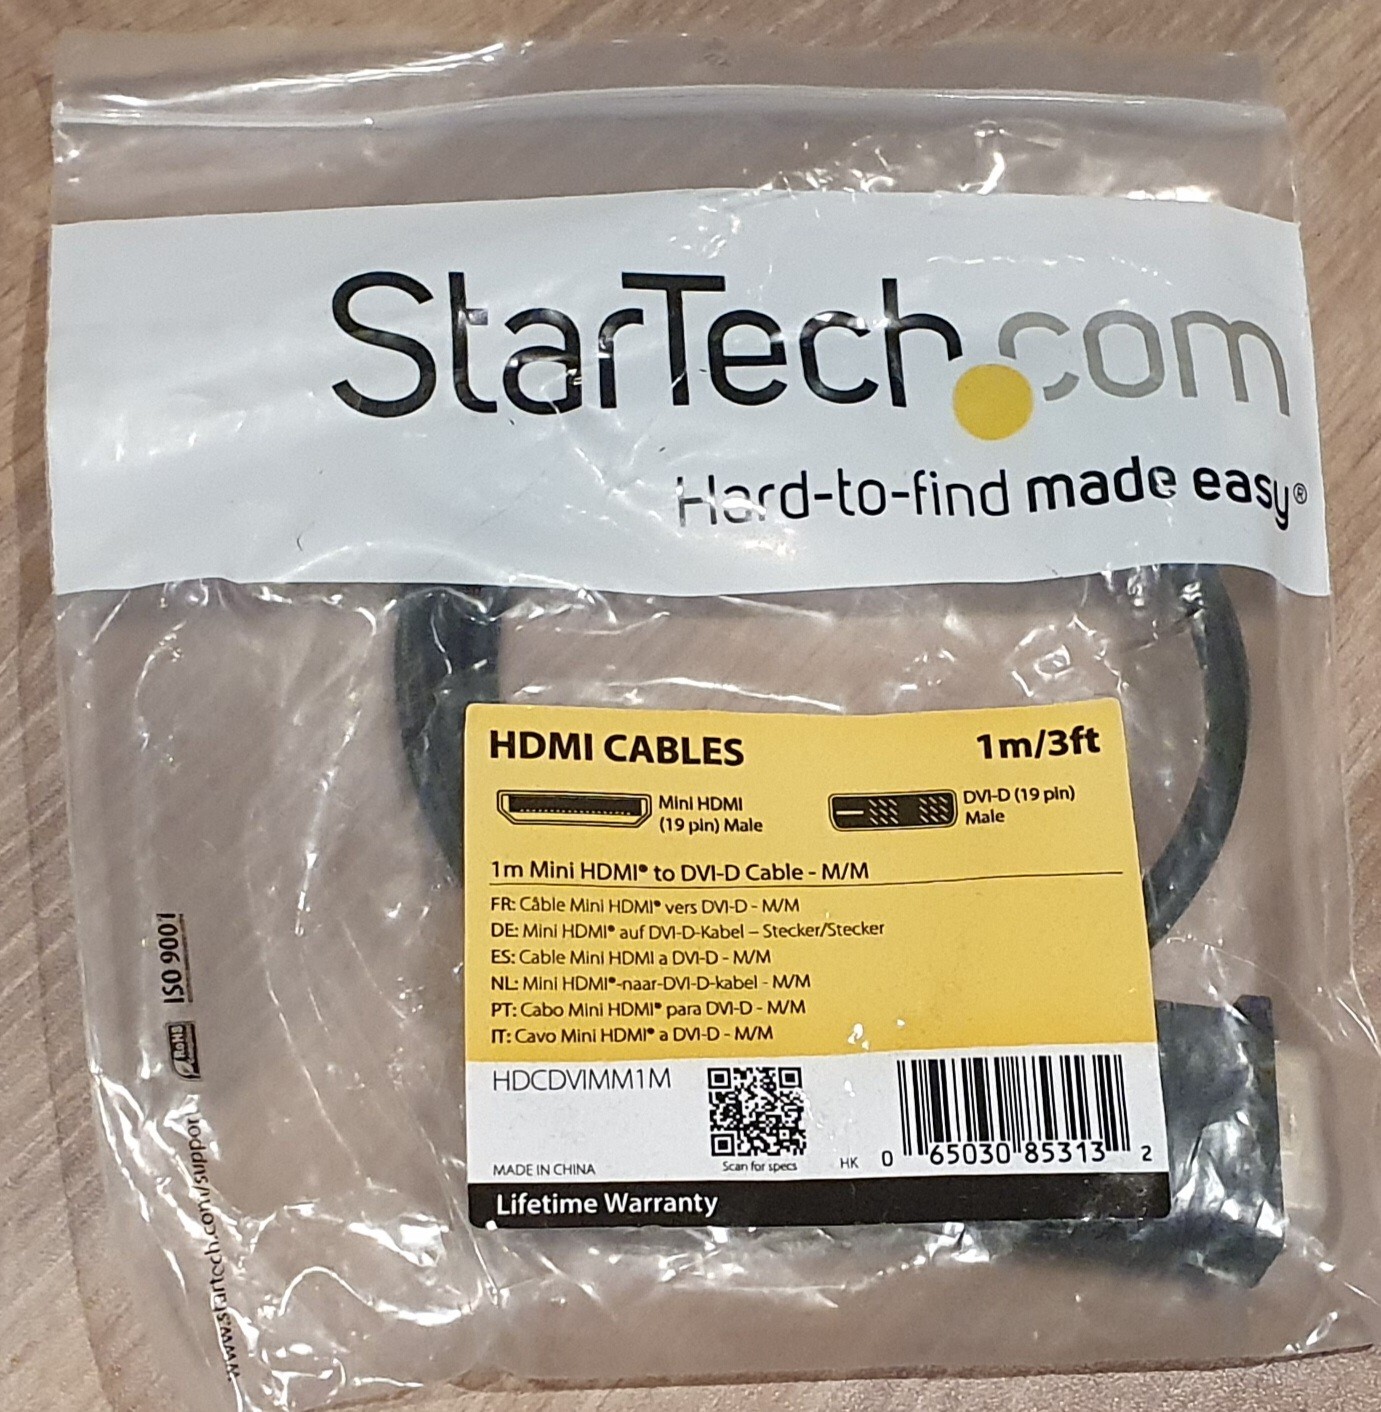 StarTech.com
Hard-to-find made easy®
HDMI CABLES
1m/3ft
Mini HDMI
(19 pin) Male
DVI-D (19 pin)
Male
1m Mini HDMI® to DVI-D Cable - M/M
FR: Câble Mini HDMI® vers DVI-D - M/M
DE: Mini HDMI® auf DVI-D-Kabel – Stecker/Stecker
ES: Cable Mini HDMI a DVI-D - M/M
NL: Mini HDMI®-naar-DVI-D-kabel - M/M
PT: Cabo Mini HDMI® para DVI-D - M/M
IT: Cavo Mini HDMI® a DVI-D - M/M
HDCDVIMM1M
MADE IN CHINA
Scan for specs
HK
0 65030 85313 2
Lifetime Warranty
ISO 9001
RoHS
www.startech.com/support